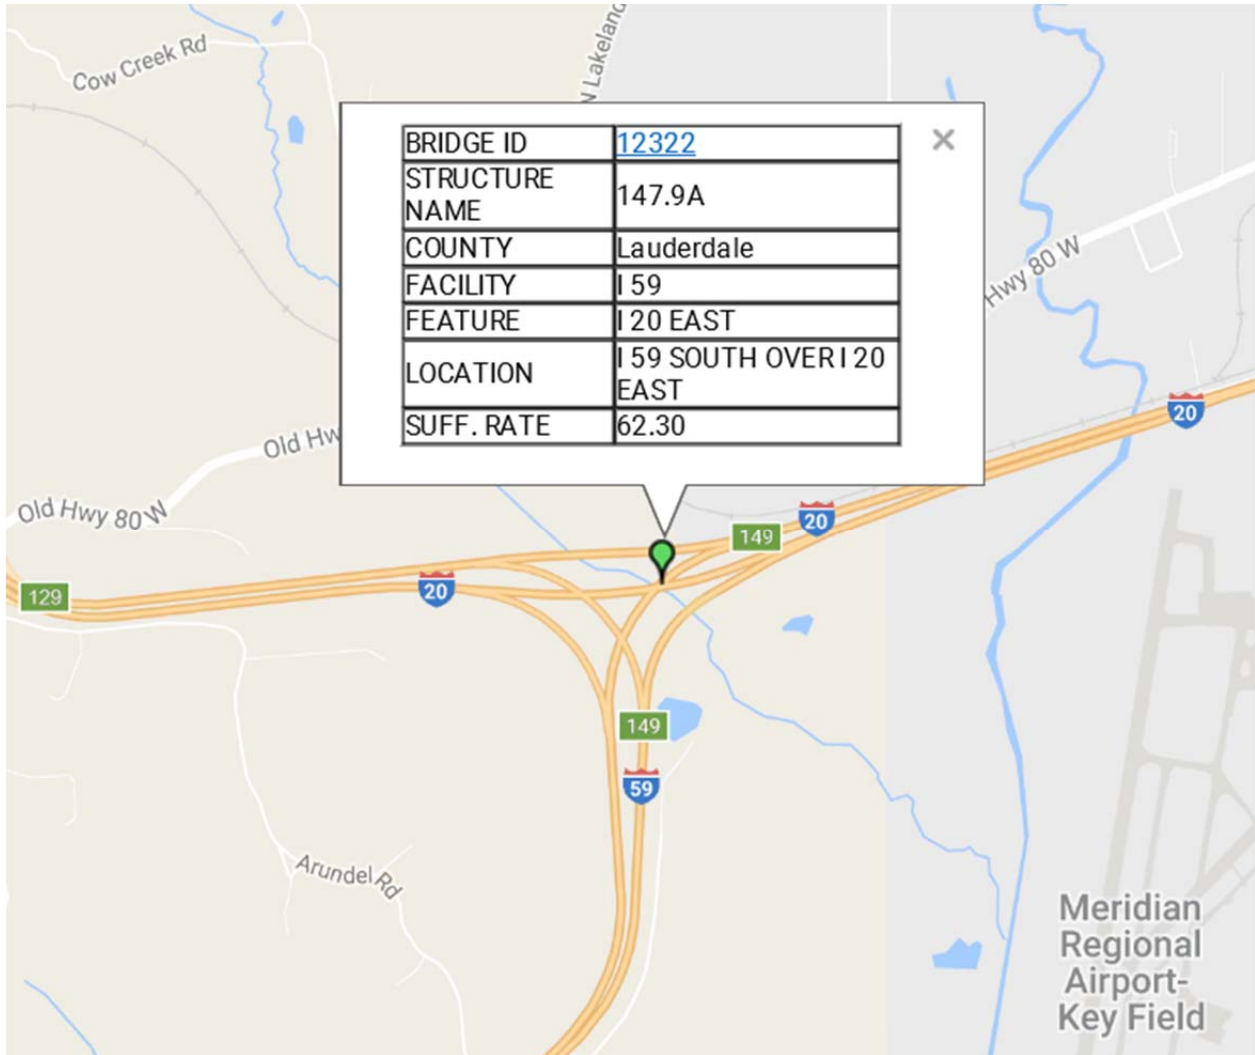 Cow Creek Rd
N Lakeland
BRIDGE ID 12322
STRUCTURE
NAME
147.9A
COUNTY Lauderdale
FACILITY I 59
FEATURE I 20 EAST
LOCATION
I 59 SOUTH OVER I 20
EAST
SUFF. RATE 62.30
Hwy 80 W
20
Old Hw
Old Hwy 80 W
20
149
20
129
149
59
Arundel Rd
Meridian
Regional
Airport-
Key Field